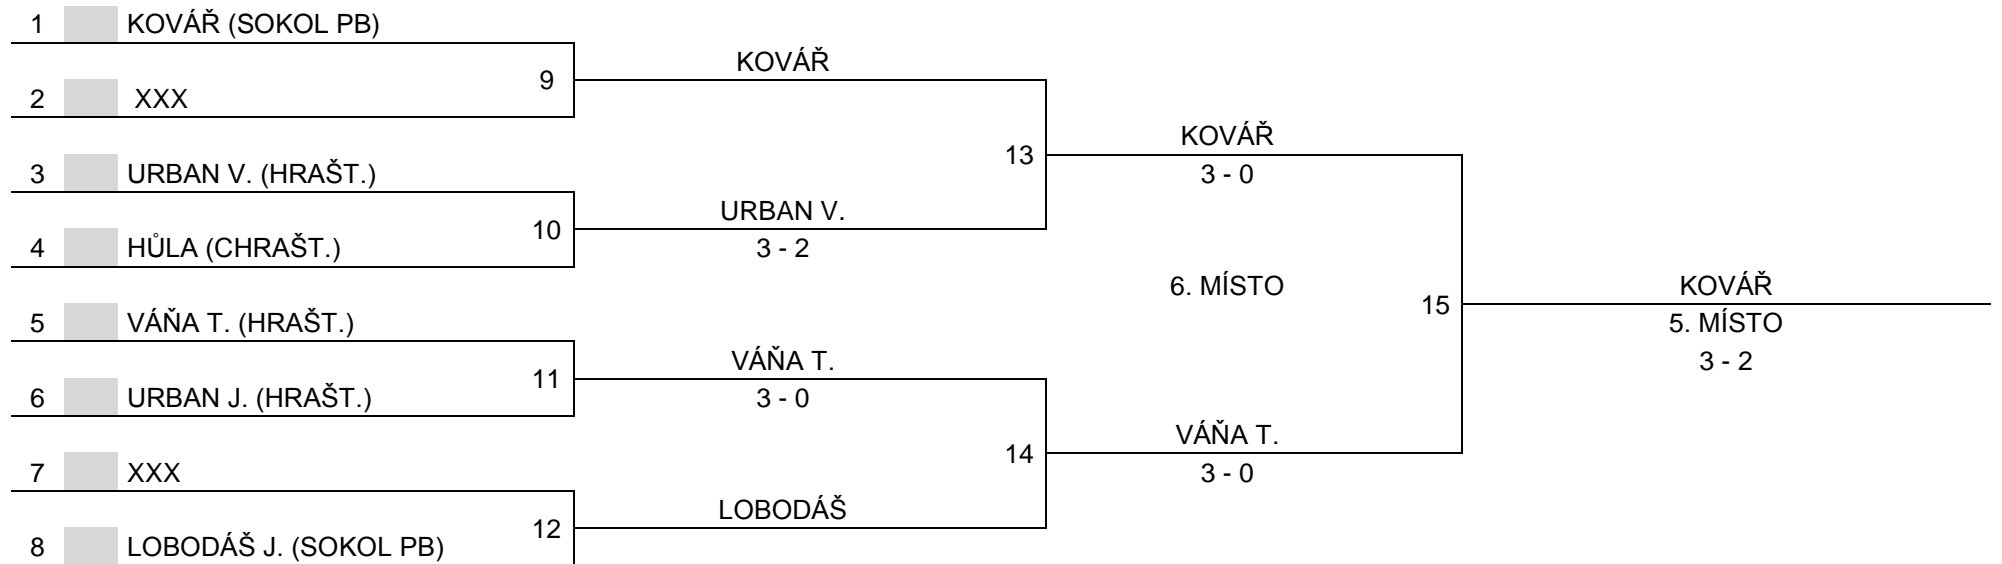 1 KOVÁŘ (SOKOL PB)
KOVÁŘ
9
2 XXX
KOVÁŘ
13
3 URBAN V. (HRAŠT.)
3 - 0
URBAN V.
10
4 HŮLA (CHRAŠT.)
3 - 2
6. MÍSTO
KOVÁŘ
15
5 VÁŇA T. (HRAŠT.)
5. MÍSTO
VÁŇA T.
3 - 2
11
6 URBAN J. (HRAŠT.)
3 - 0
VÁŇA T.
14
7 XXX
3 - 0
LOBODÁŠ
12
8 LOBODÁŠ J. (SOKOL PB)